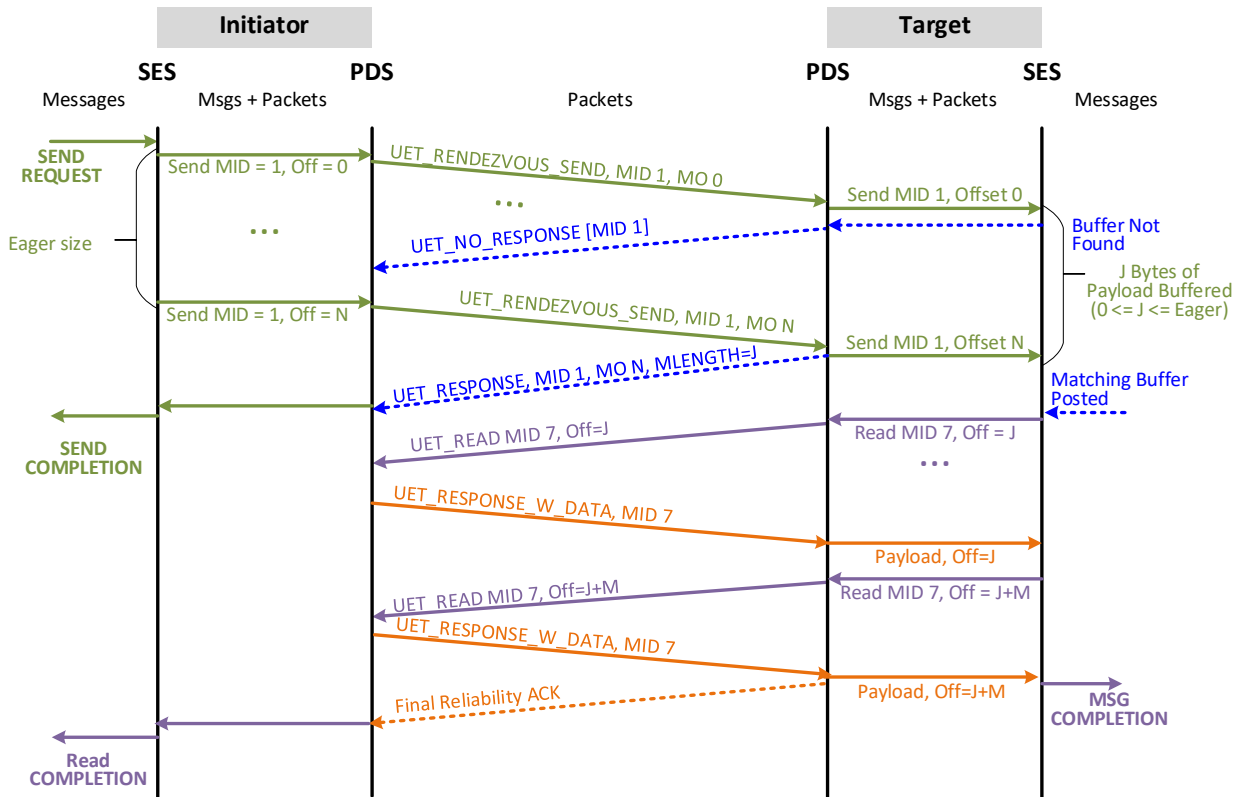 Initiator
Target
SES
PDS
PDS
SES
Messages
Msgs + Packets
Packets
Msgs + Packets
Messages
SEND
REQUEST
Send MID = 1, Off = 0
UET_RENDEZVOUS_SEND, MID 1, MO 0
Send MID 1, Offset 0
...
...
Eager size
UET_NO_RESPONSE [MID 1]
Buffer Not
Found
J Bytes of
Payload Buffered
(0 <= J <= Eager)
Send MID = 1, Off = N
UET_RENDEZVOUS_SEND, MID 1, MO N
Send MID 1, Offset N
UET_RESPONSE, MID 1, MO N, MLENGTH=J
Matching Buffer
Posted
SEND
COMPLETION
UET_READ MID 7, Off=J
Read MID 7, Off = J
...
UET_RESPONSE_W_DATA, MID 7
Payload, Off=J
UET_READ MID 7, Off=J+M
Read MID 7, Off = J+M
UET_RESPONSE_W_DATA, MID 7
Payload, Off=J+M
Final Reliability ACK
MSG
COMPLETION
Read
COMPLETION